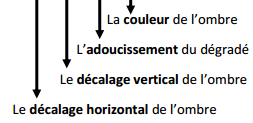 La couleur de l'ombre
L'adoucissement du dégradé
Le décalage vertical de l'ombre
Le décalage horizontal de l'ombre